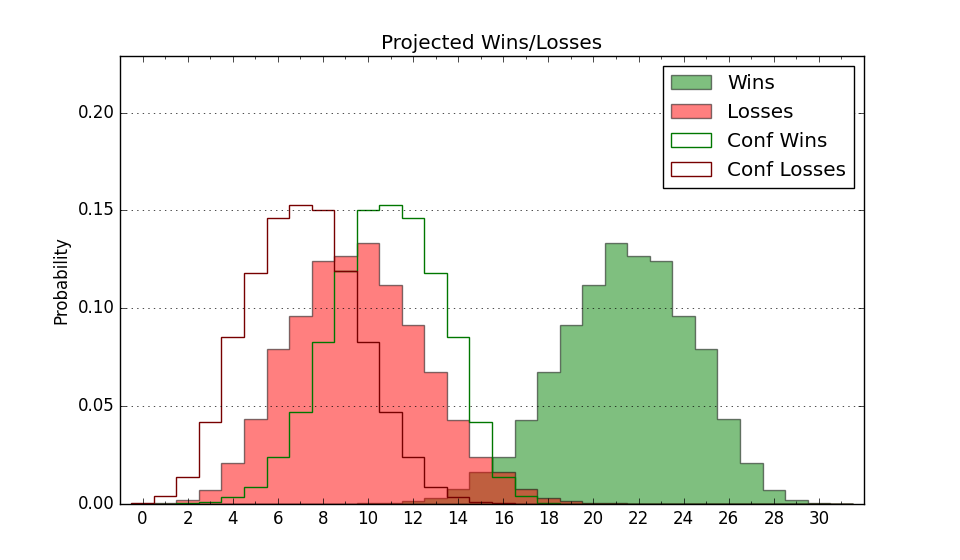 Projected Wins/Losses
Wins
Losses
Conf Wins
Conf Losses
Probability
0.20
0.15
0.10
0.05
0.00
0 2 4 6 8 10 12 14 16 18 20 22 24 26 28 30